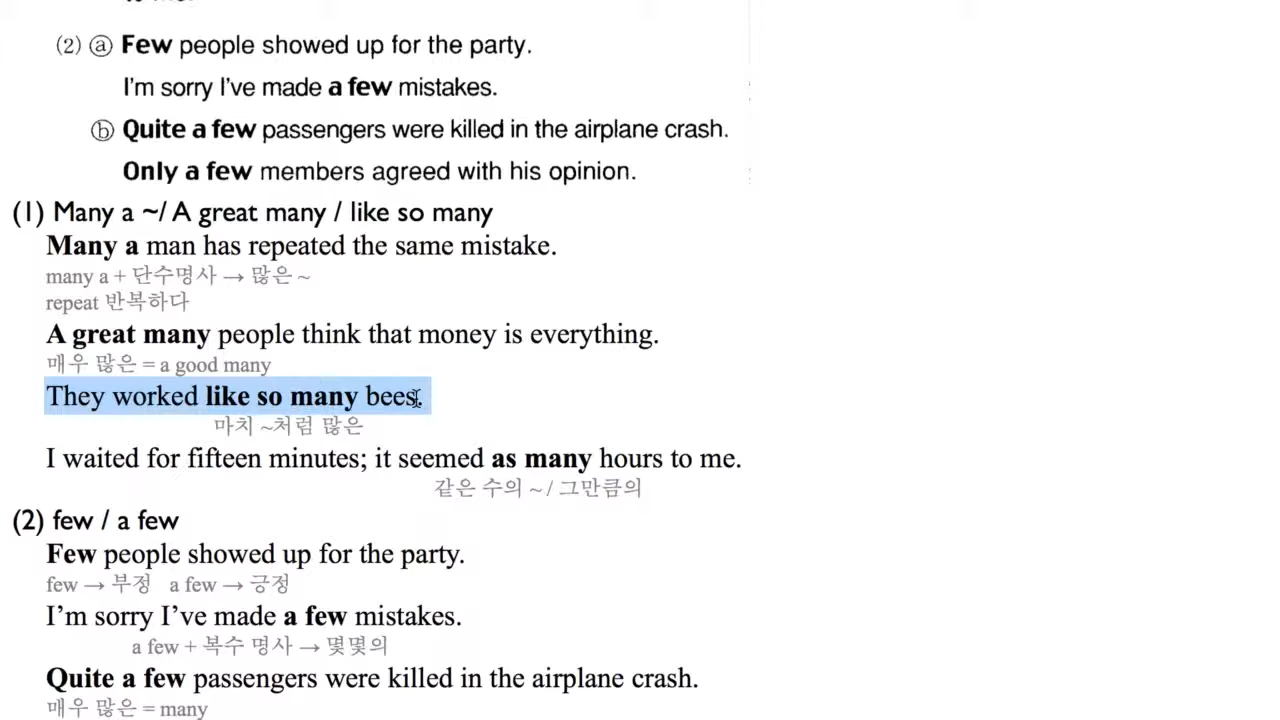 (2) ⓐ Few people showed up for the party.
I'm sorry I've made a few mistakes.
ⓑ Quite a few passengers were killed in the airplane crash.
Only a few members agreed with his opinion.
(1) Many a ~/ A great many / like so many
Many a man has repeated the same mistake.
many a + 단수명사 → 많은 ~
repeat 반복하다
A great many people think that money is everything.
매우 많은 = a good many
They worked like so many bees.
마치 ~처럼 많은
I waited for fifteen minutes; it seemed as many hours to me.
같은 수의 ~ / 그만큼의
(2) few / a few
Few people showed up for the party.
few → 부정 a few → 긍정
I'm sorry I've made a few mistakes.
a few + 복수 명사 → 몇몇의
Quite a few passengers were killed in the airplane crash.
매우 많은 = many